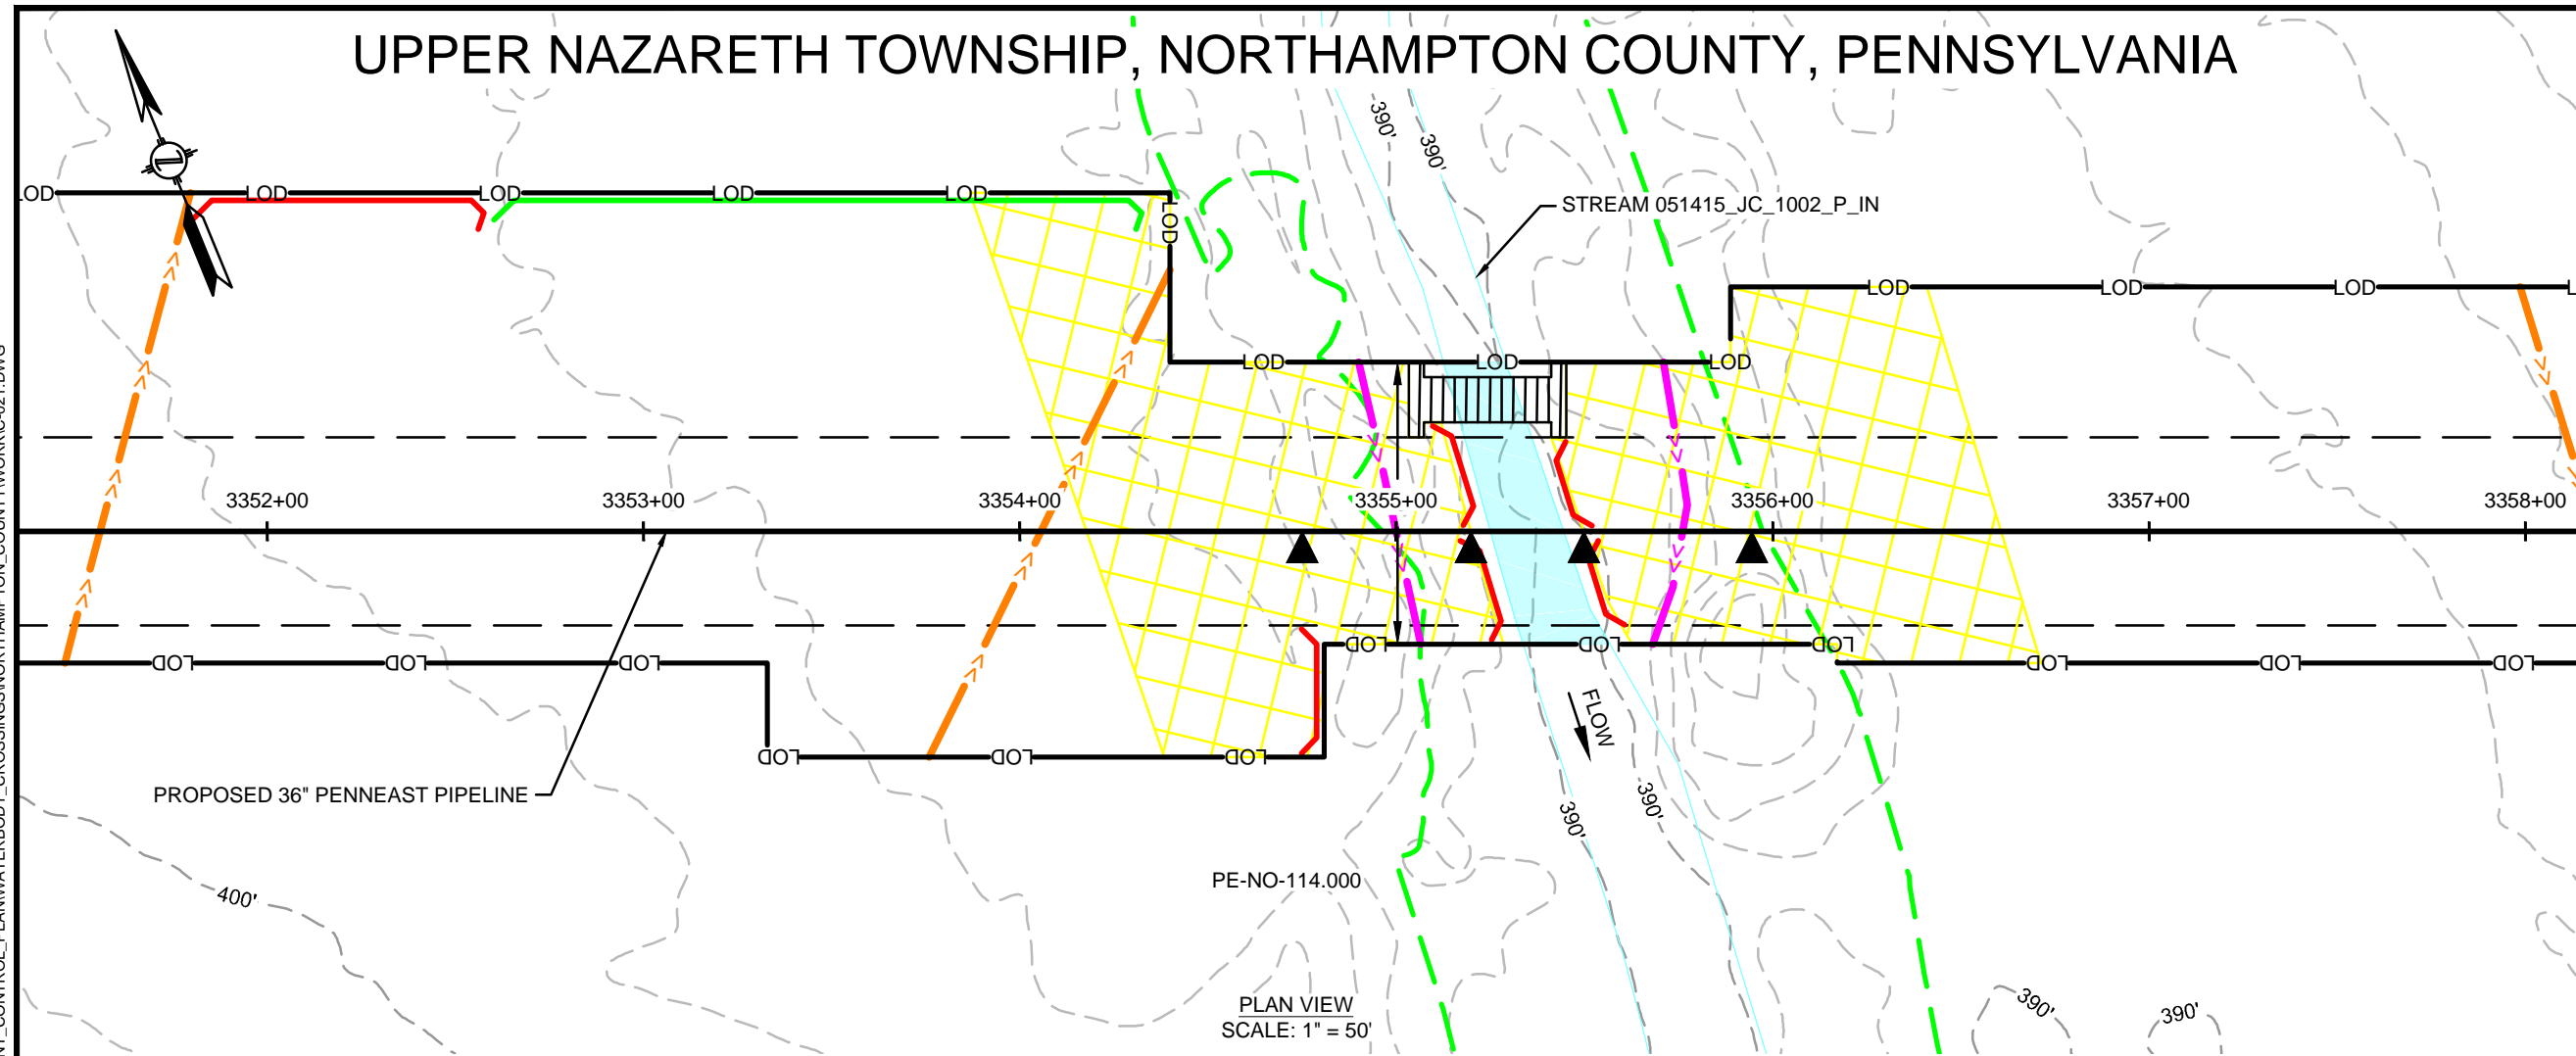 UPPER NAZARETH TOWNSHIP, NORTHAMPTON COUNTY, PENNSYLVANIA
390'
390'
STREAM 051415_JC_1002_P_IN
LOD LOD LOD LOD LOD
LOD
LOD LOD LOD
LOD LOD LOD
3352+00 3353+00 3354+00 3355+00 3356+00 3357+00 3358+00
LOD LOD LOD
LOD LOD LOD
LOD LOD LOD
LOD LOD LOD
FLOW
PROPOSED 36" PENNEAST PIPELINE
390'
390'
PE-NO-114.000
400'
PLAN VIEW
SCALE: 1" = 50'
390'
390'